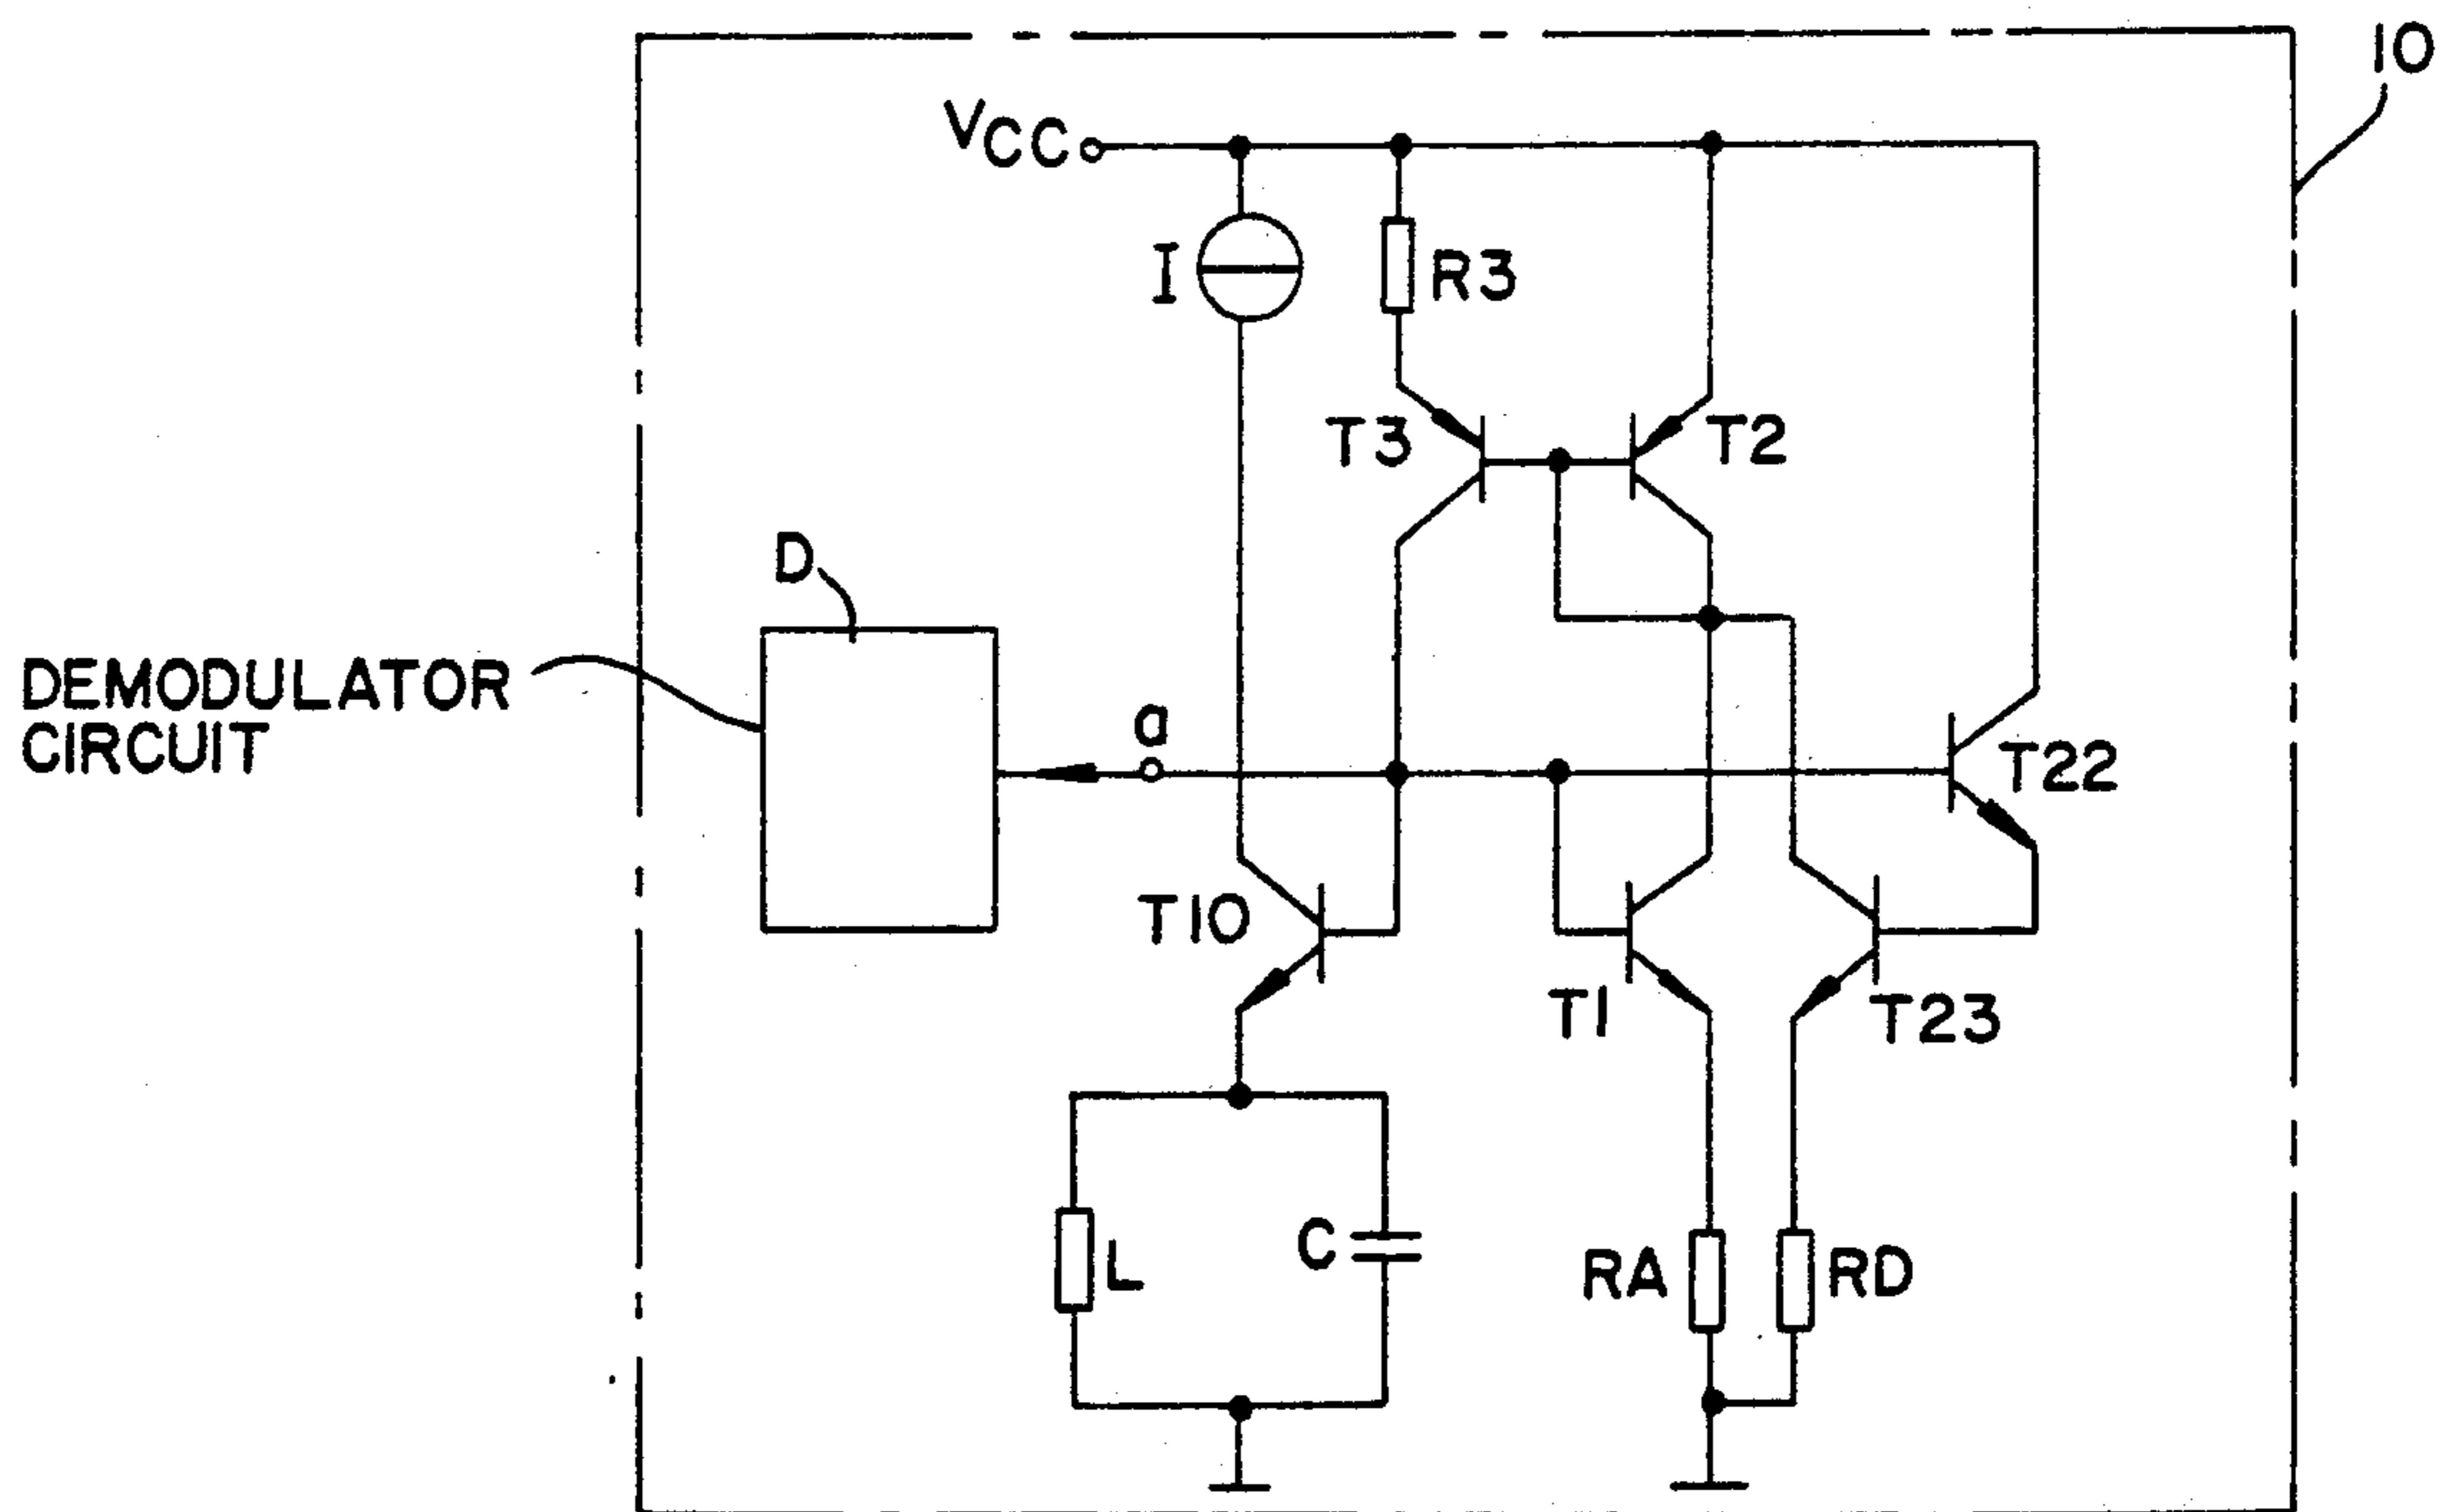 10
VCC
I
R3
T3
T2
D
DEMODULATOR
CIRCUIT
a
T22
T10
T1
T23
L
C
RA
RD